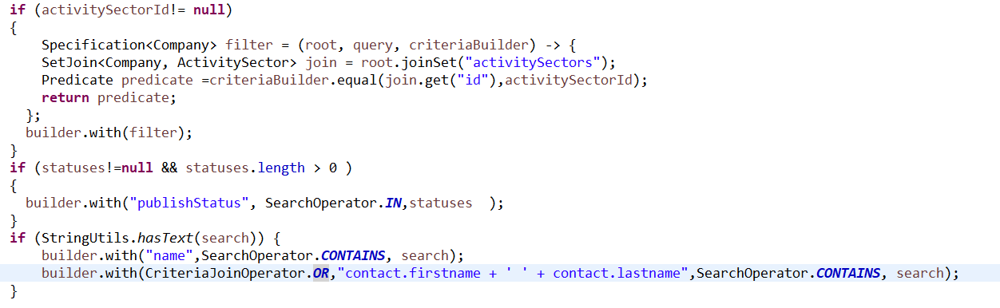 if (activitySectorId!= null)
{
    Specification<Company> filter = (root, query, criteriaBuilder) -> {
    SetJoin<Company, ActivitySector> join = root.joinSet("activitySectors");
    Predicate predicate =criteriaBuilder.equal(join.get("id"),activitySectorId);
    return predicate;
  };
  builder.with(filter);
}
if (statuses!=null && statuses.length > 0 )
{
  builder.with("publishStatus", SearchOperator.IN,statuses  );
}
if (StringUtils.hasText(search)) {
    builder.with("name",SearchOperator.CONTAINS, search);
    builder.with(CriteriaJoinOperator.OR,"contact.firstname + ' ' + contact.lastname",SearchOperator.CONTAINS, search);
}